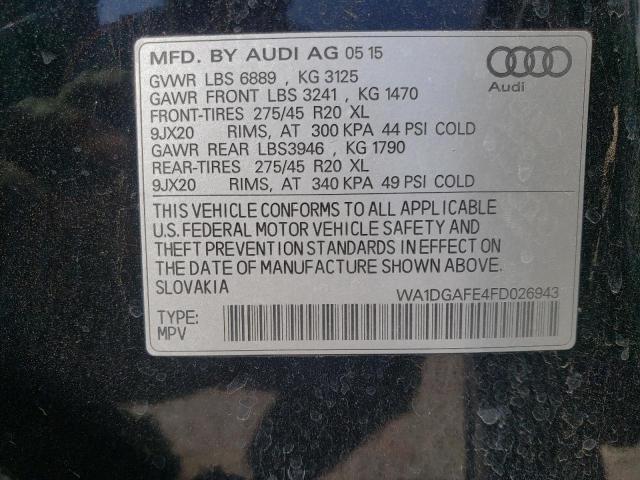 MFD. BY AUDI AG 05 15
GVWR LBS 6889 , KG 3125
GAWR FRONT LBS 3241 , KG 1470
FRONT-TIRES 275/45 R20 XL
9JX20 RIMS, AT 300 KPA 44 PSI COLD
GAWR REAR LBS3946 , KG 1790
REAR-TIRES 275/45 R20 XL
9JX20 RIMS, AT 340 KPA 49 PSI COLD
Audi
THIS VEHICLE CONFORMS TO ALL APPLICABLE
U.S. FEDERAL MOTOR VEHICLE SAFETY AND
THEFT PREVENTION STANDARDS IN EFFECT ON
THE DATE OF MANUFACTURE SHOWN ABOVE
SLOVAKIA
WA1DGAFE4FD026943
TYPE:
MPV